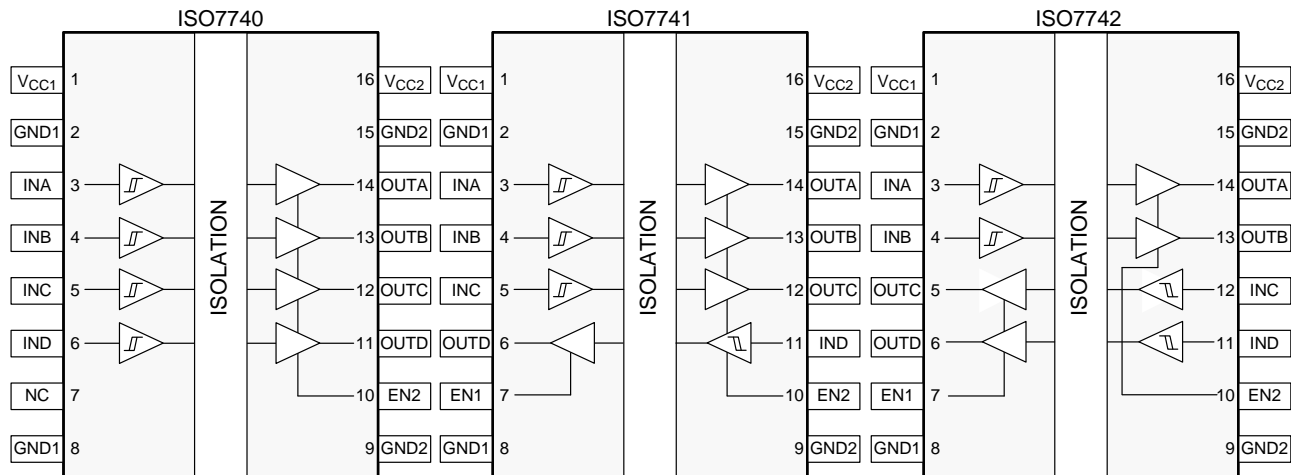 ISO7740
VCC1 1 16 VCC2
GND1 2 15 GND2
INA 3 14 OUTA
INB 4 13 OUTB
INC 5 12 OUTC
IND 6 11 OUTD
NC 7 10 EN2
GND1 8 9 GND2
ISOLATION
ISO7741
VCC1 1 16 VCC2
GND1 2 15 GND2
INA 3 14 OUTA
INB 4 13 OUTB
INC 5 12 OUTC
OUTD 6 11 IND
EN1 7 10 EN2
GND1 8 9 GND2
ISOLATION
ISO7742
VCC1 1 16 VCC2
GND1 2 15 GND2
INA 3 14 OUTA
INB 4 13 OUTB
OUTC 5 12 INC
OUTD 6 11 IND
EN1 7 10 EN2
GND1 8 9 GND2
ISOLATION